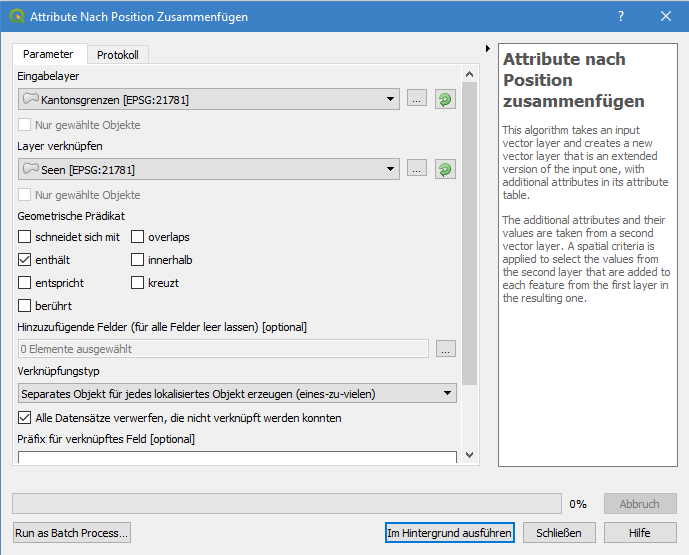 Attribute Nach Position Zusammenfügen
?
Parameter
Protokoll
Eingabelayer
Kantonsgrenzen [EPSG:21781]
...
Nur gewählte Objekte
Layer verknüpfen
Seen [EPSG:21781]
...
Nur gewählte Objekte
Geometrische Prädikat
schneidet sich mit
overlaps
enthält
innerhalb
entspricht
kreuzt
berührt
Hinzuzufügende Felder (für alle Felder leer lassen) [optional]
0 Elemente ausgewählt
...
Verknüpfungstyp
Separates Objekt für jedes lokalisiertes Objekt erzeugen (eines-zu-vielen)
Alle Datensätze verwerfen, die nicht verknüpft werden konnten
Präfix für verknüpftes Feld [optional]
Attribute nach
Position
zusammenfügen
This algorithm takes an input
vector layer and creates a new
vector layer that is an extended
version of the input one, with
additional attributes in its attribute
table.
The additional attributes and their
values are taken from a second
vector layer. A spatial criteria is
applied to select the values from
the second layer that are added to
each feature from the first layer in
the resulting one.
0%
Abbruch
Run as Batch Process...
Im Hintergrund ausführen
Schließen
Hilfe